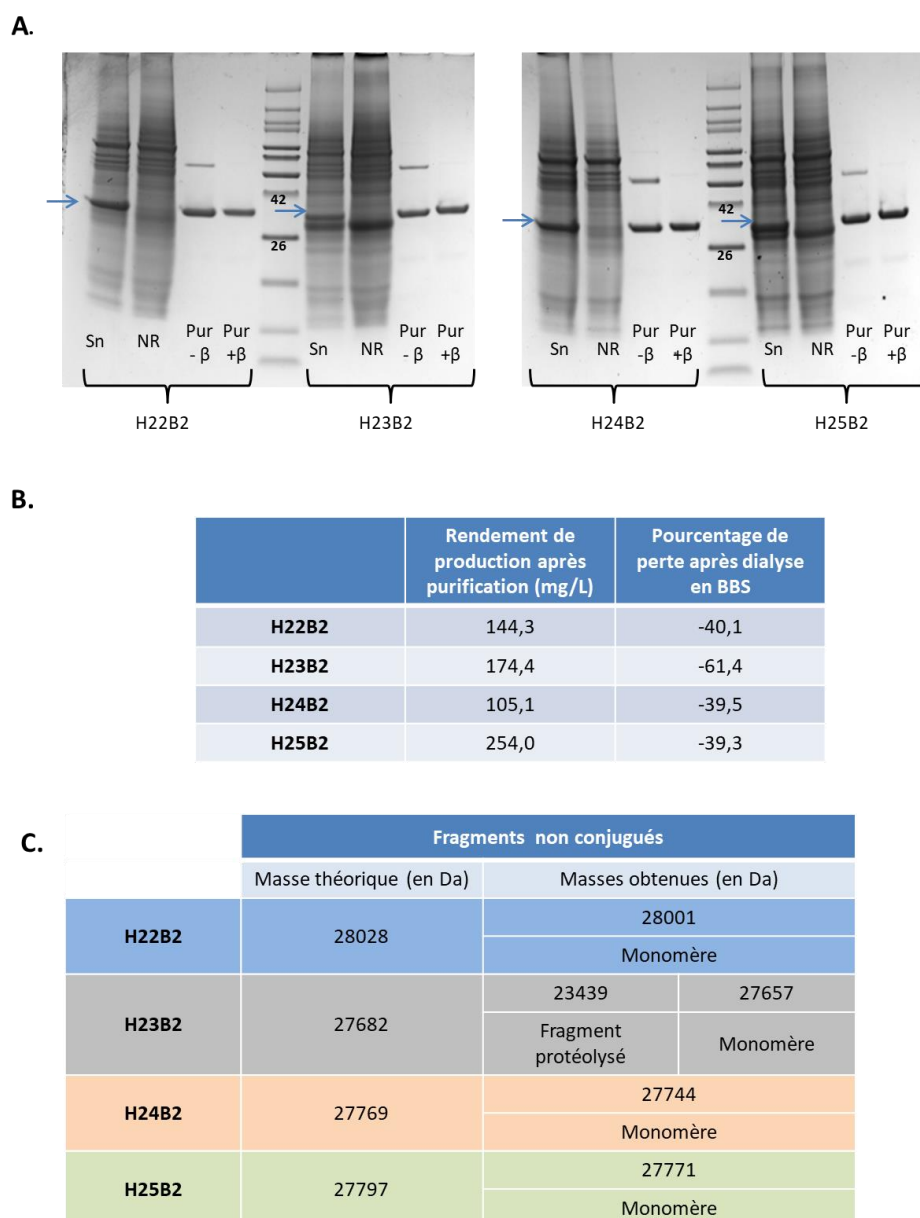 A.
42
26
42
26
Sn NR Pur - β Pur +β Sn NR Pur - β Pur +β Sn NR Pur -β Pur +β Sn NR Pur -β Pur +β
H22B2 H23B2 H24B2 H25B2
B.
Rendement de production après purification (mg/L) Pourcentage de perte après dialyse en BBS
H22B2 144,3 -40,1
H23B2 174,4 -61,4
H24B2 105,1 -39,5
H25B2 254,0 -39,3
C.
Fragments non conjugués
Masse théorique (en Da) Masses obtenues (en Da)
H22B2 28028 28001
Monomère
H23B2 27682 23439 27657
Fragment protéolysé Monomère
H24B2 27769 27744
Monomère
H25B2 27797 27771
Monomère